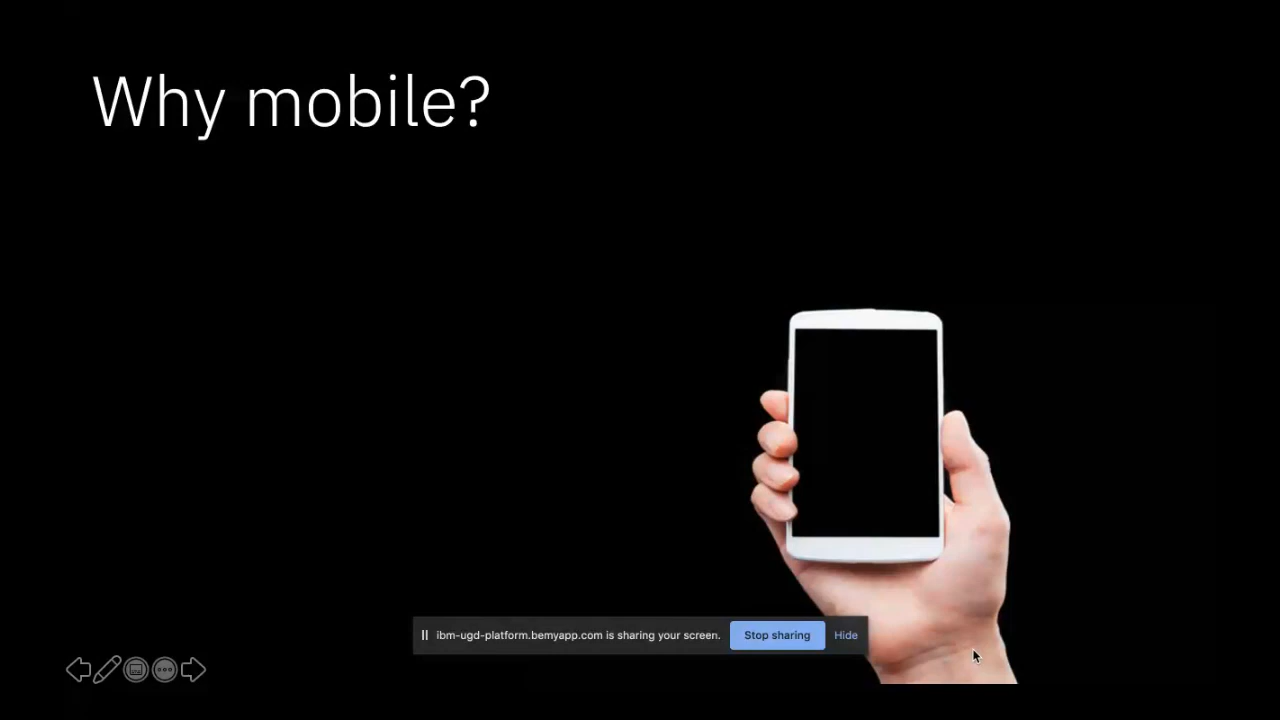 Why mobile?
ibm-ugd-platform.bemyapp.com is sharing your screen. Stop sharing Hide